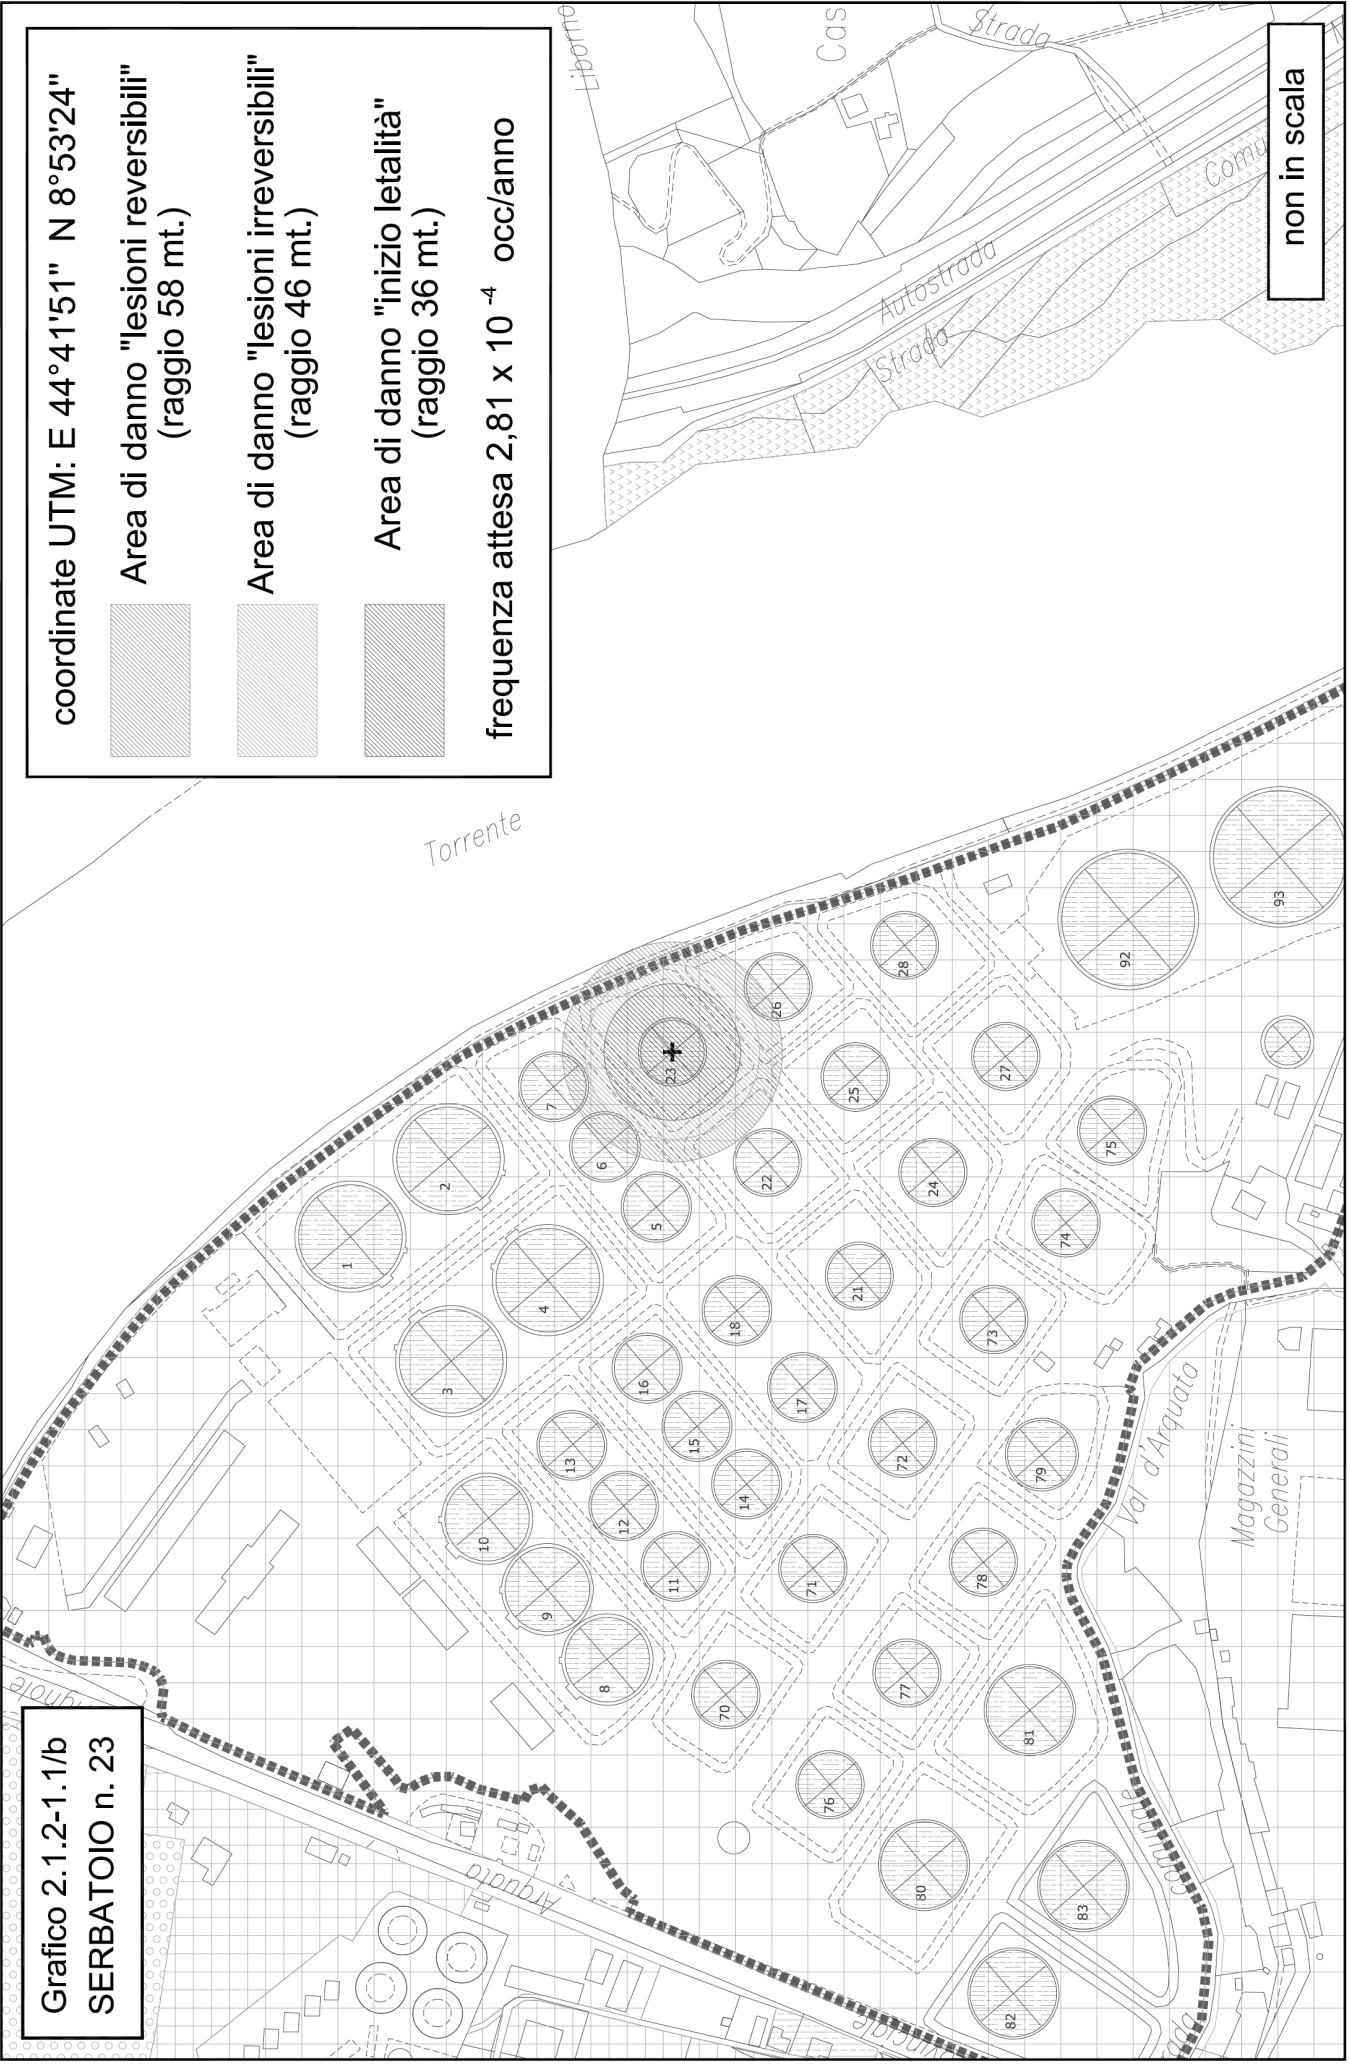 Grafico 2.1.2-1.1/b
SERBATOIO n. 23
coordinate UTM: E 44°41'51" N 8°53'24"
Area di danno "lesioni reversibili"
(raggio 58 mt.)
Area di danno "lesioni irreversibili"
(raggio 46 mt.)
Area di danno "inizio letalità"
(raggio 36 mt.)
frequenza attesa 2,81 x 10 -4 occ/anno
non in scala
Torrente
Strada
Autostrada
Strada
Cas
Comu
Val d'Arquata
Magazzini
Generali
Arquata
1
2
3
4
5
6
7
8
9
10
11
12
13
14
15
16
17
18
21
22
23
24
25
26
27
28
70
71
72
73
74
75
76
77
78
79
80
81
82
83
92
93